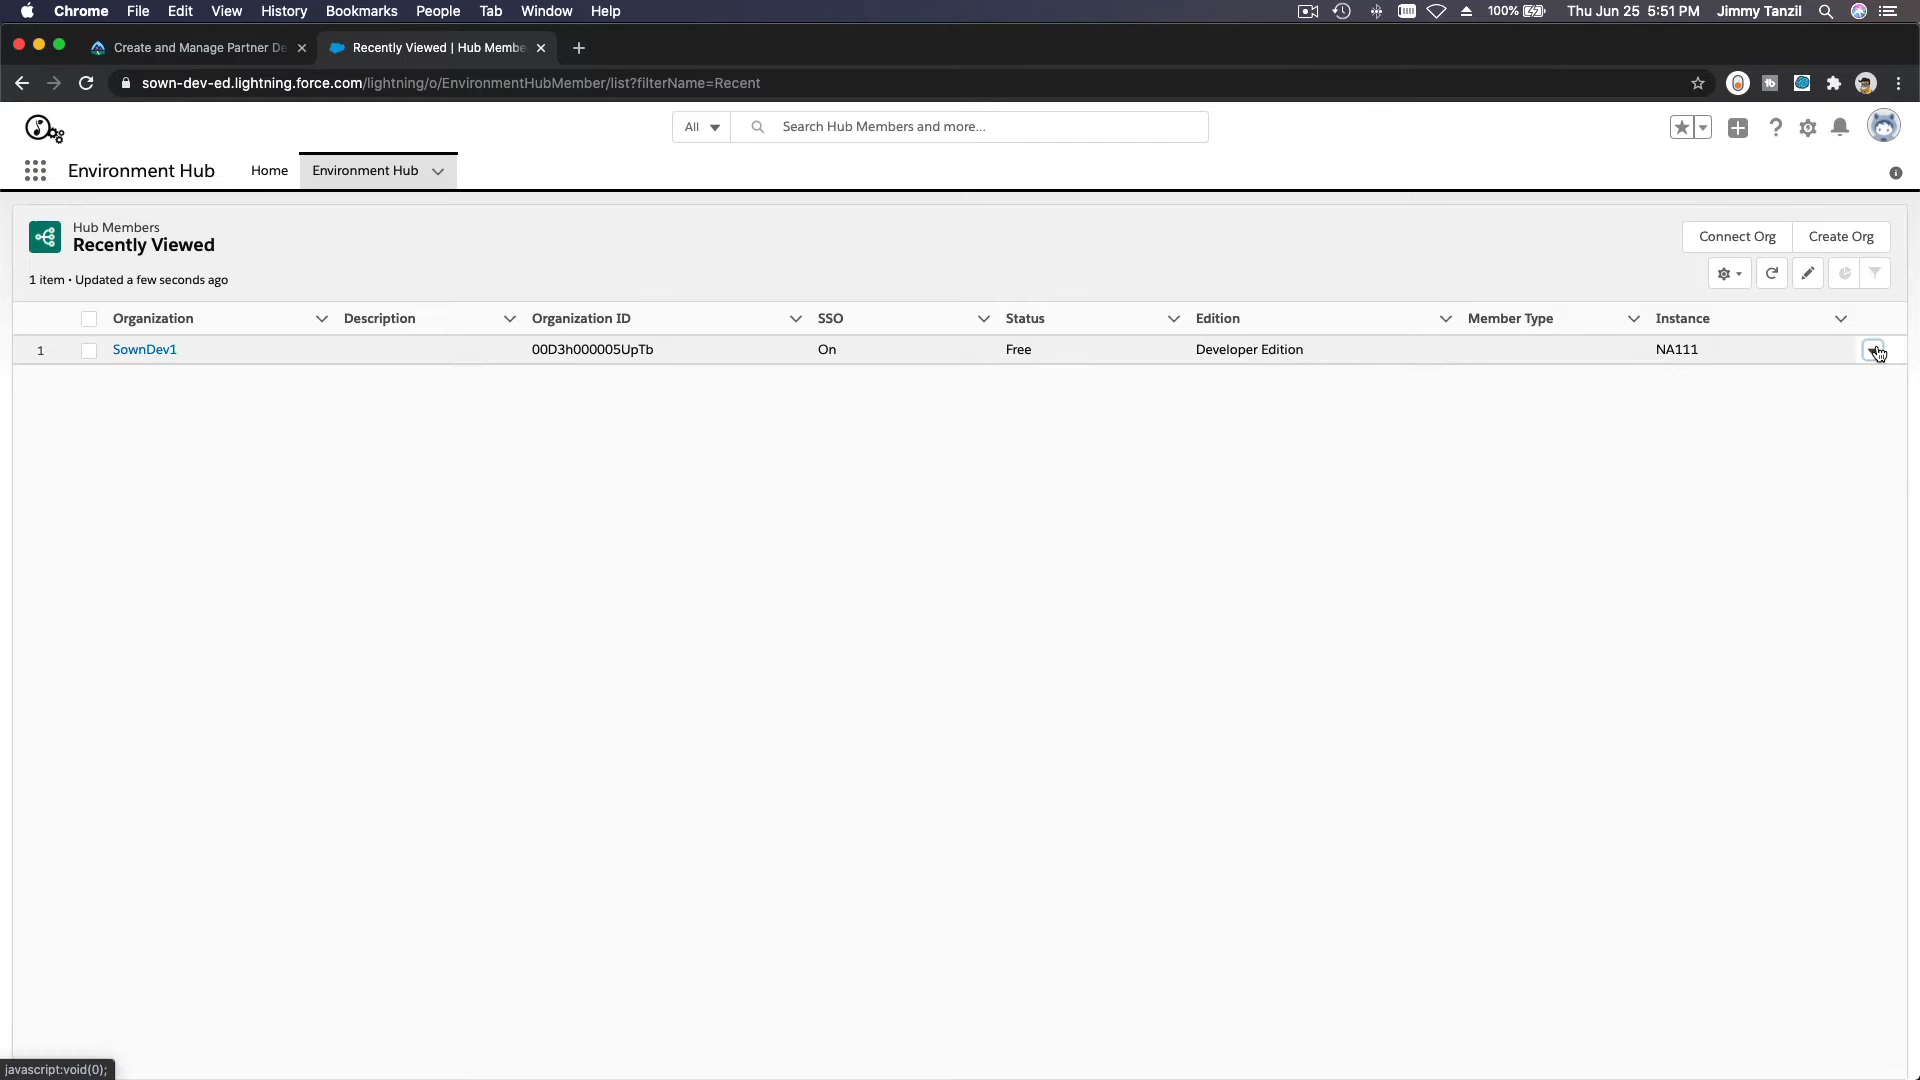 Chrome File Edit View History Bookmarks People Tab Window Help 100% Thu Jun 25 5:51 PM Jimmy Tanzil
Create and Manage Partner De Recently Viewed | Hub Membe
sown-dev-ed.lightning.force.com/lightning/o/EnvironmentHubMember/list?filterName=Recent
All Search Hub Members and more...
Environment Hub Home Environment Hub
Hub Members
Recently Viewed
Connect Org Create Org
1 item • Updated a few seconds ago
Organization Description Organization ID SSO Status Edition Member Type Instance
1 SownDev1 00D3h000005UpTb On Free Developer Edition NA111
javascript:void(0);